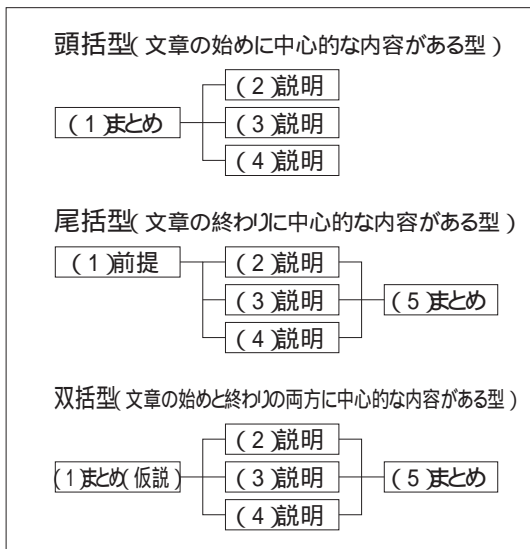 頭括型(文章の始めに中心的な内容がある型)
(2)説明
(1)まとめ
(3)説明
(4)説明
尾括型(文章の終わりに中心的な内容がある型)
(1)前提
(2)説明
(3)説明
(5)まとめ
(4)説明
双括型(文章の始めと終わりの両方に中心的な内容がある型)
(2)説明
(1)まとめ(仮説)
(3)説明
(5)まとめ
(4)説明